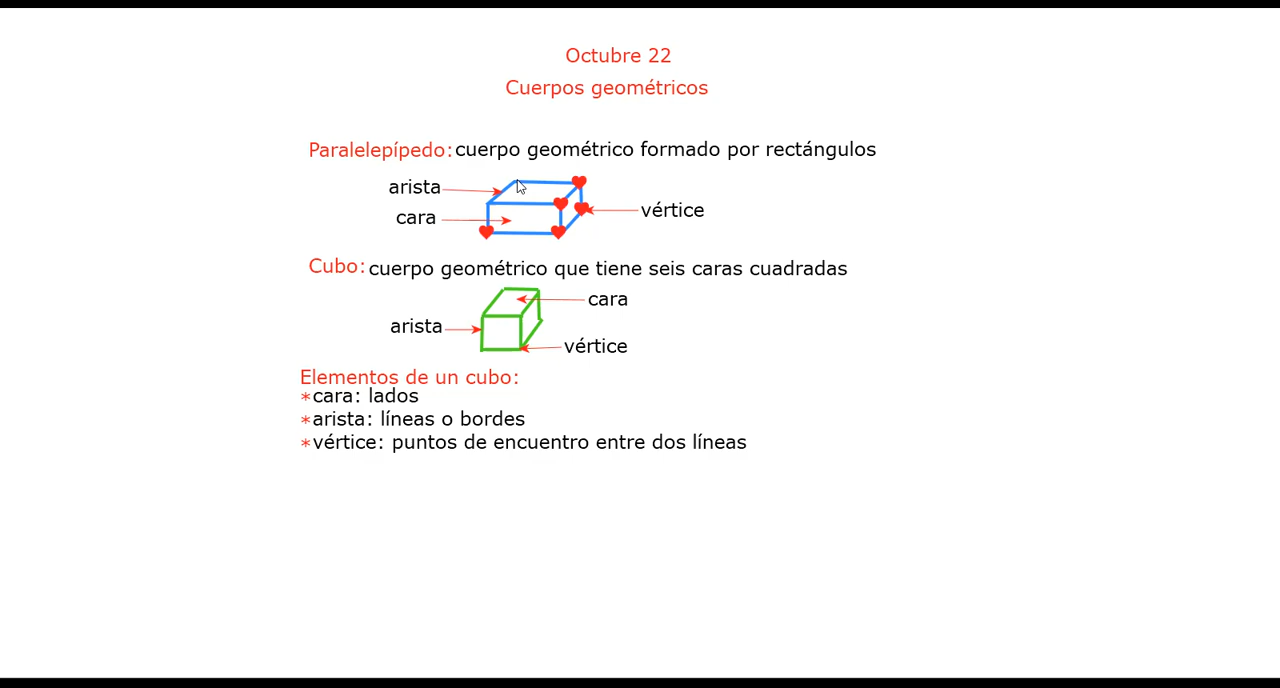 Octubre 22
Cuerpos geométricos
Paralelepípedo: cuerpo geométrico formado por rectángulos
arista
cara
vértice
Cubo: cuerpo geométrico que tiene seis caras cuadradas
cara
arista
vértice
Elementos de un cubo:
*cara: lados
*arista: líneas o bordes
*vértice: puntos de encuentro entre dos líneas